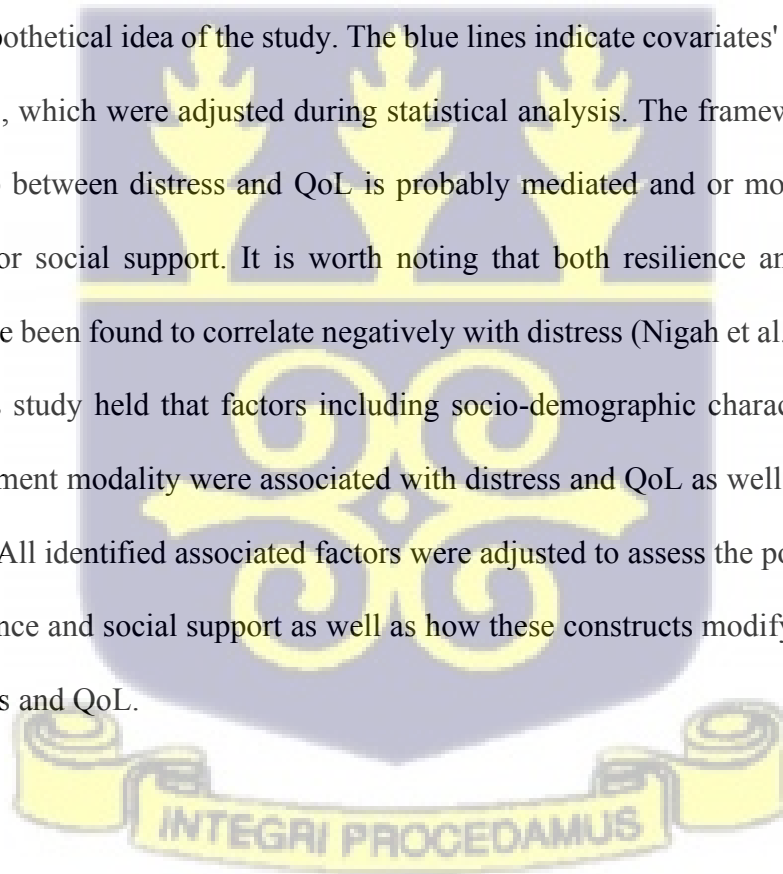 pothetical idea of the study. The blue lines indicate covariates'
, which were adjusted during statistical analysis. The framew
between distress and QoL is probably mediated and or mo
or social support. It is worth noting that both resilience an
e been found to correlate negatively with distress (Nigah et al.
s study held that factors including socio-demographic charac
ment modality were associated with distress and QoL as well
All identified associated factors were adjusted to assess the po
nce and social support as well as how these constructs modify
s and QoL.
INTEGRI PROCEDAMUS